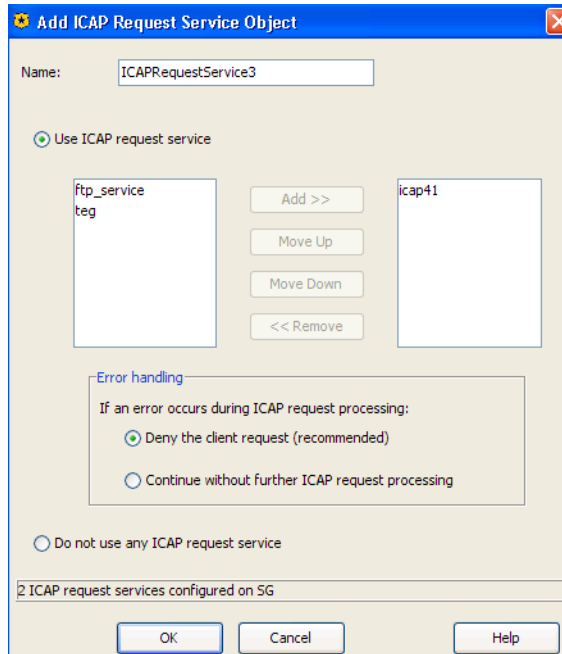 Add ICAP Request Service Object
Name: ICAPRequestService3
Use ICAP request service
ftp_service
teg
Add >>
Move Up
Move Down
<< Remove
icap41
Error handling
If an error occurs during ICAP request processing:
Deny the client request (recommended)
Continue without further ICAP request processing
Do not use any ICAP request service
2 ICAP request services configured on SG
OK Cancel Help